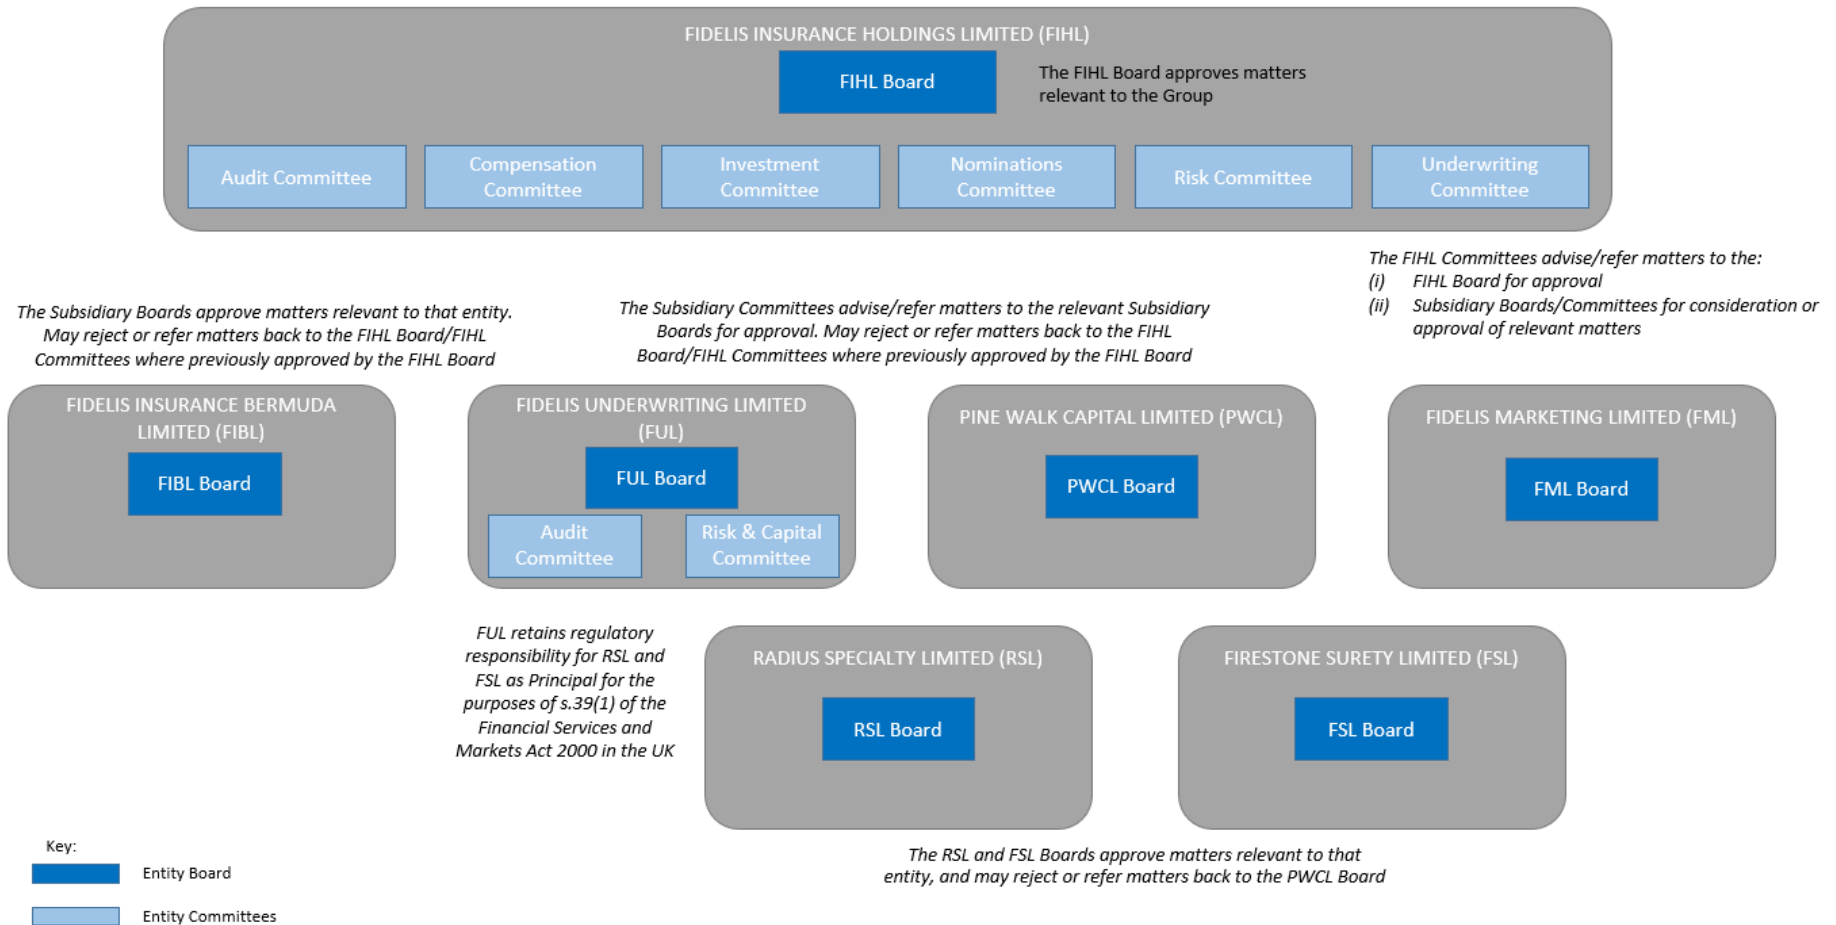 FIDELIS INSURANCE HOLDINGS LIMITED (FIHL)
FIHL Board
The FIHL Board approves matters
relevant to the Group
Audit Committee
Compensation
Committee
Investment
Committee
Nominations
Committee
Risk Committee
Underwriting
Committee
The FIHL Committees advise/refer matters to the:
(i) FIHL Board for approval
(ii) Subsidiary Boards/Committees for consideration or
approval of relevant matters
The Subsidiary Boards approve matters relevant to that entity.
May reject or refer matters back to the FIHL Board/FIHL
Committees where previously approved by the FIHL Board
The Subsidiary Committees advise/refer matters to the relevant Subsidiary
Boards for approval. May reject or refer matters back to the FIHL
Board/FIHL Committees where previously approved by the FIHL Board
FIDELIS INSURANCE BERMUDA
LIMITED (FIBL)
FIBL Board
FIDELIS UNDERWRITING LIMITED
(FUL)
FUL Board
Audit
Committee
Risk & Capital
Committee
PINE WALK CAPITAL LIMITED (PWCL)
PWCL Board
FIDELIS MARKETING LIMITED (FML)
FML Board
FUL retains regulatory
responsibility for RSL and
FSL as Principal for the
purposes of s.39(1) of the
Financial Services and
Markets Act 2000 in the UK
RADIUS SPECIALTY LIMITED (RSL)
RSL Board
FIRESTONE SURETY LIMITED (FSL)
FSL Board
The RSL and FSL Boards approve matters relevant to that
entity, and may reject or refer matters back to the PWCL Board
Key:
Entity Board
Entity Committees